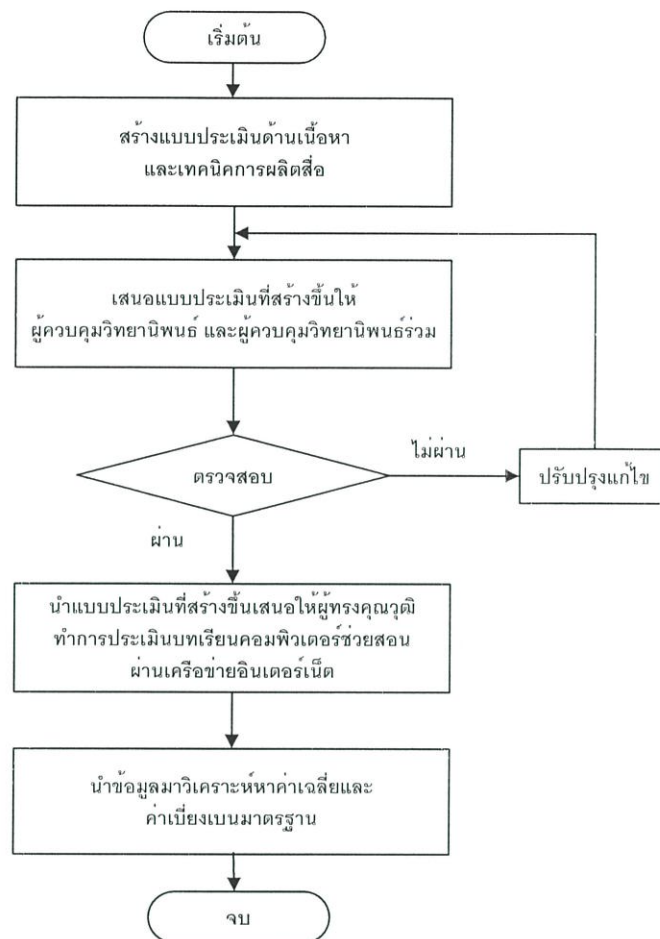 เริ่มต้น
สร้างแบบประเมินด้านเนื้อหา
และเทคนิคการผลิตสื่อ
เสนอแบบประเมินที่สร้างขึ้นให้
ผู้ควบคุมวิทยานิพนธ์ และผู้ควบคุมวิทยานิพนธ์ร่วม
ตรวจสอบ
ไม่ผ่าน
ปรับปรุงแก้ไข
ผ่าน
นำแบบประเมินที่สร้างขึ้นเสนอให้ผู้ทรงคุณวุฒิ
ทำการประเมินบทเรียนคอมพิวเตอร์ช่วยสอน
ผ่านเครือข่ายอินเตอร์เน็ต
นำข้อมูลมาวิเคราะห์หาค่าเฉลี่ยและ
ค่าเบี่ยงเบนมาตรฐาน
จบ